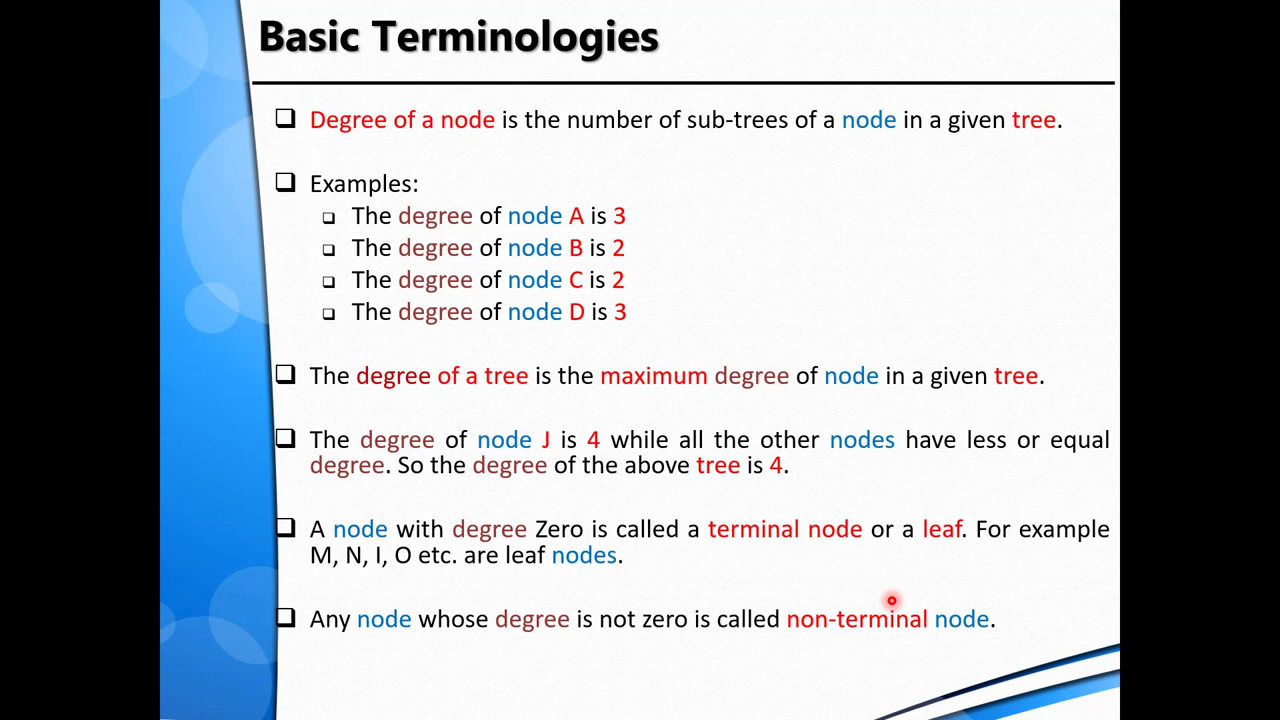 Basic Terminologies
Degree of a node is the number of sub-trees of a node in a given tree.
Examples:
The degree of node A is 3
The degree of node B is 2
The degree of node C is 2
The degree of node D is 3
The degree of a tree is the maximum degree of node in a given tree.
The degree of node J is 4 while all the other nodes have less or equal
degree. So the degree of the above tree is 4.
A node with degree Zero is called a terminal node or a leaf. For example
M, N, I, O etc. are leaf nodes.
Any node whose degree is not zero is called non-terminal node.